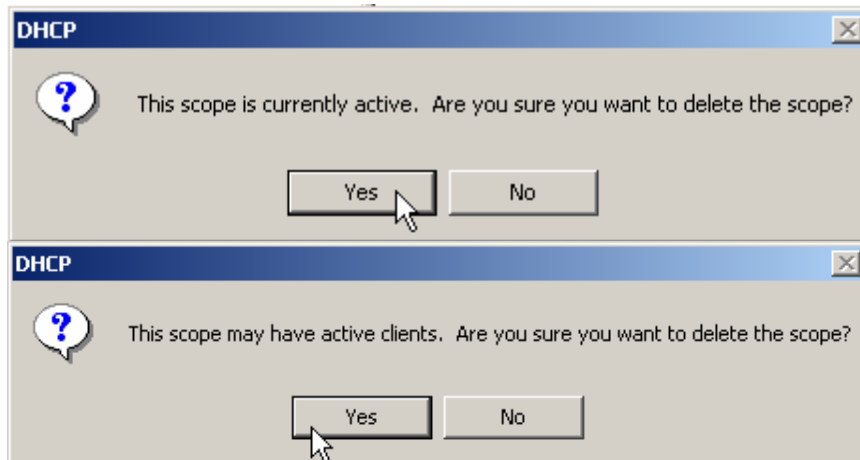 DHCP
This scope is currently active. Are you sure you want to delete the scope?
Yes No
DHCP
This scope may have active clients. Are you sure you want to delete the scope?
Yes No